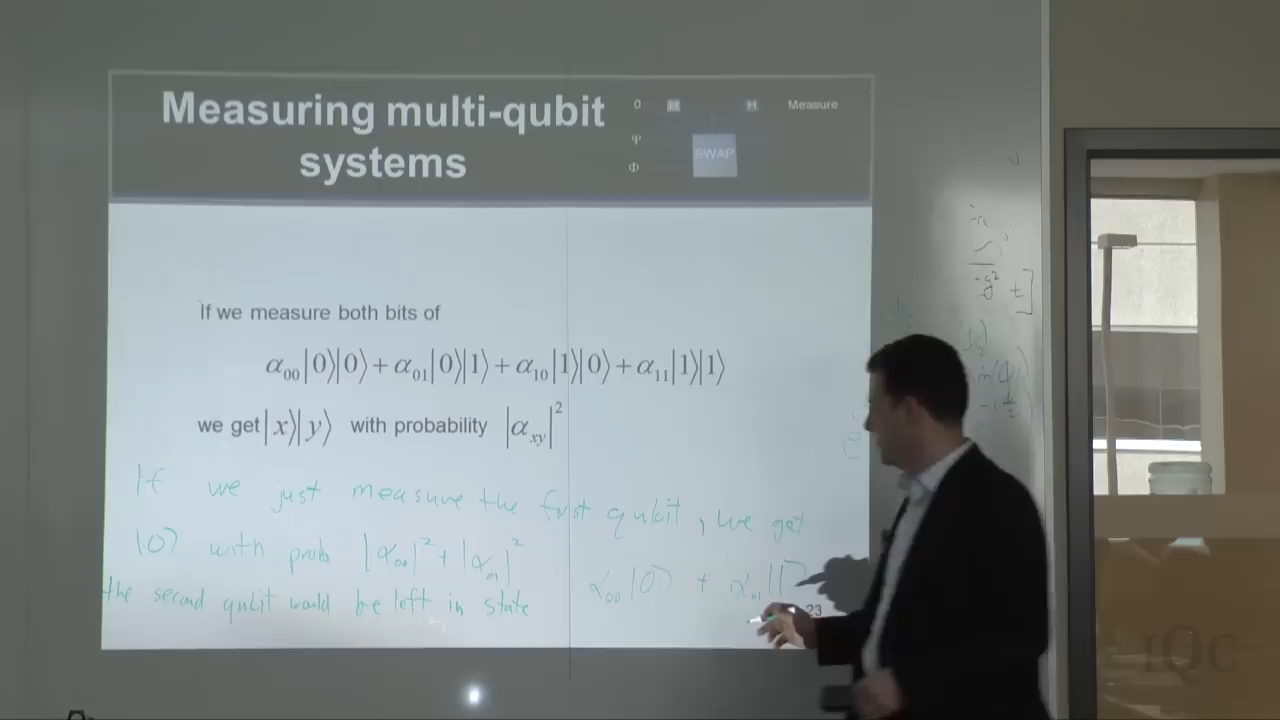 Measuring multi-qubit
systems
0 H H Measure
Ψ
SWAP
Φ
If we measure both bits of
α₀₀|0⟩|0⟩ + α₀₁|0⟩|1⟩ + α₁₀|1⟩|0⟩ + α₁₁|1⟩|1⟩
we get |x⟩|y⟩ with probability |α_xy|²
If we just measure the first qubit, we get
|0⟩ with prob |α₀₀|² + |α₀₁|²
the second qubit would be left in state α₀₀|0⟩ + α₀₁|1⟩
23
IQC